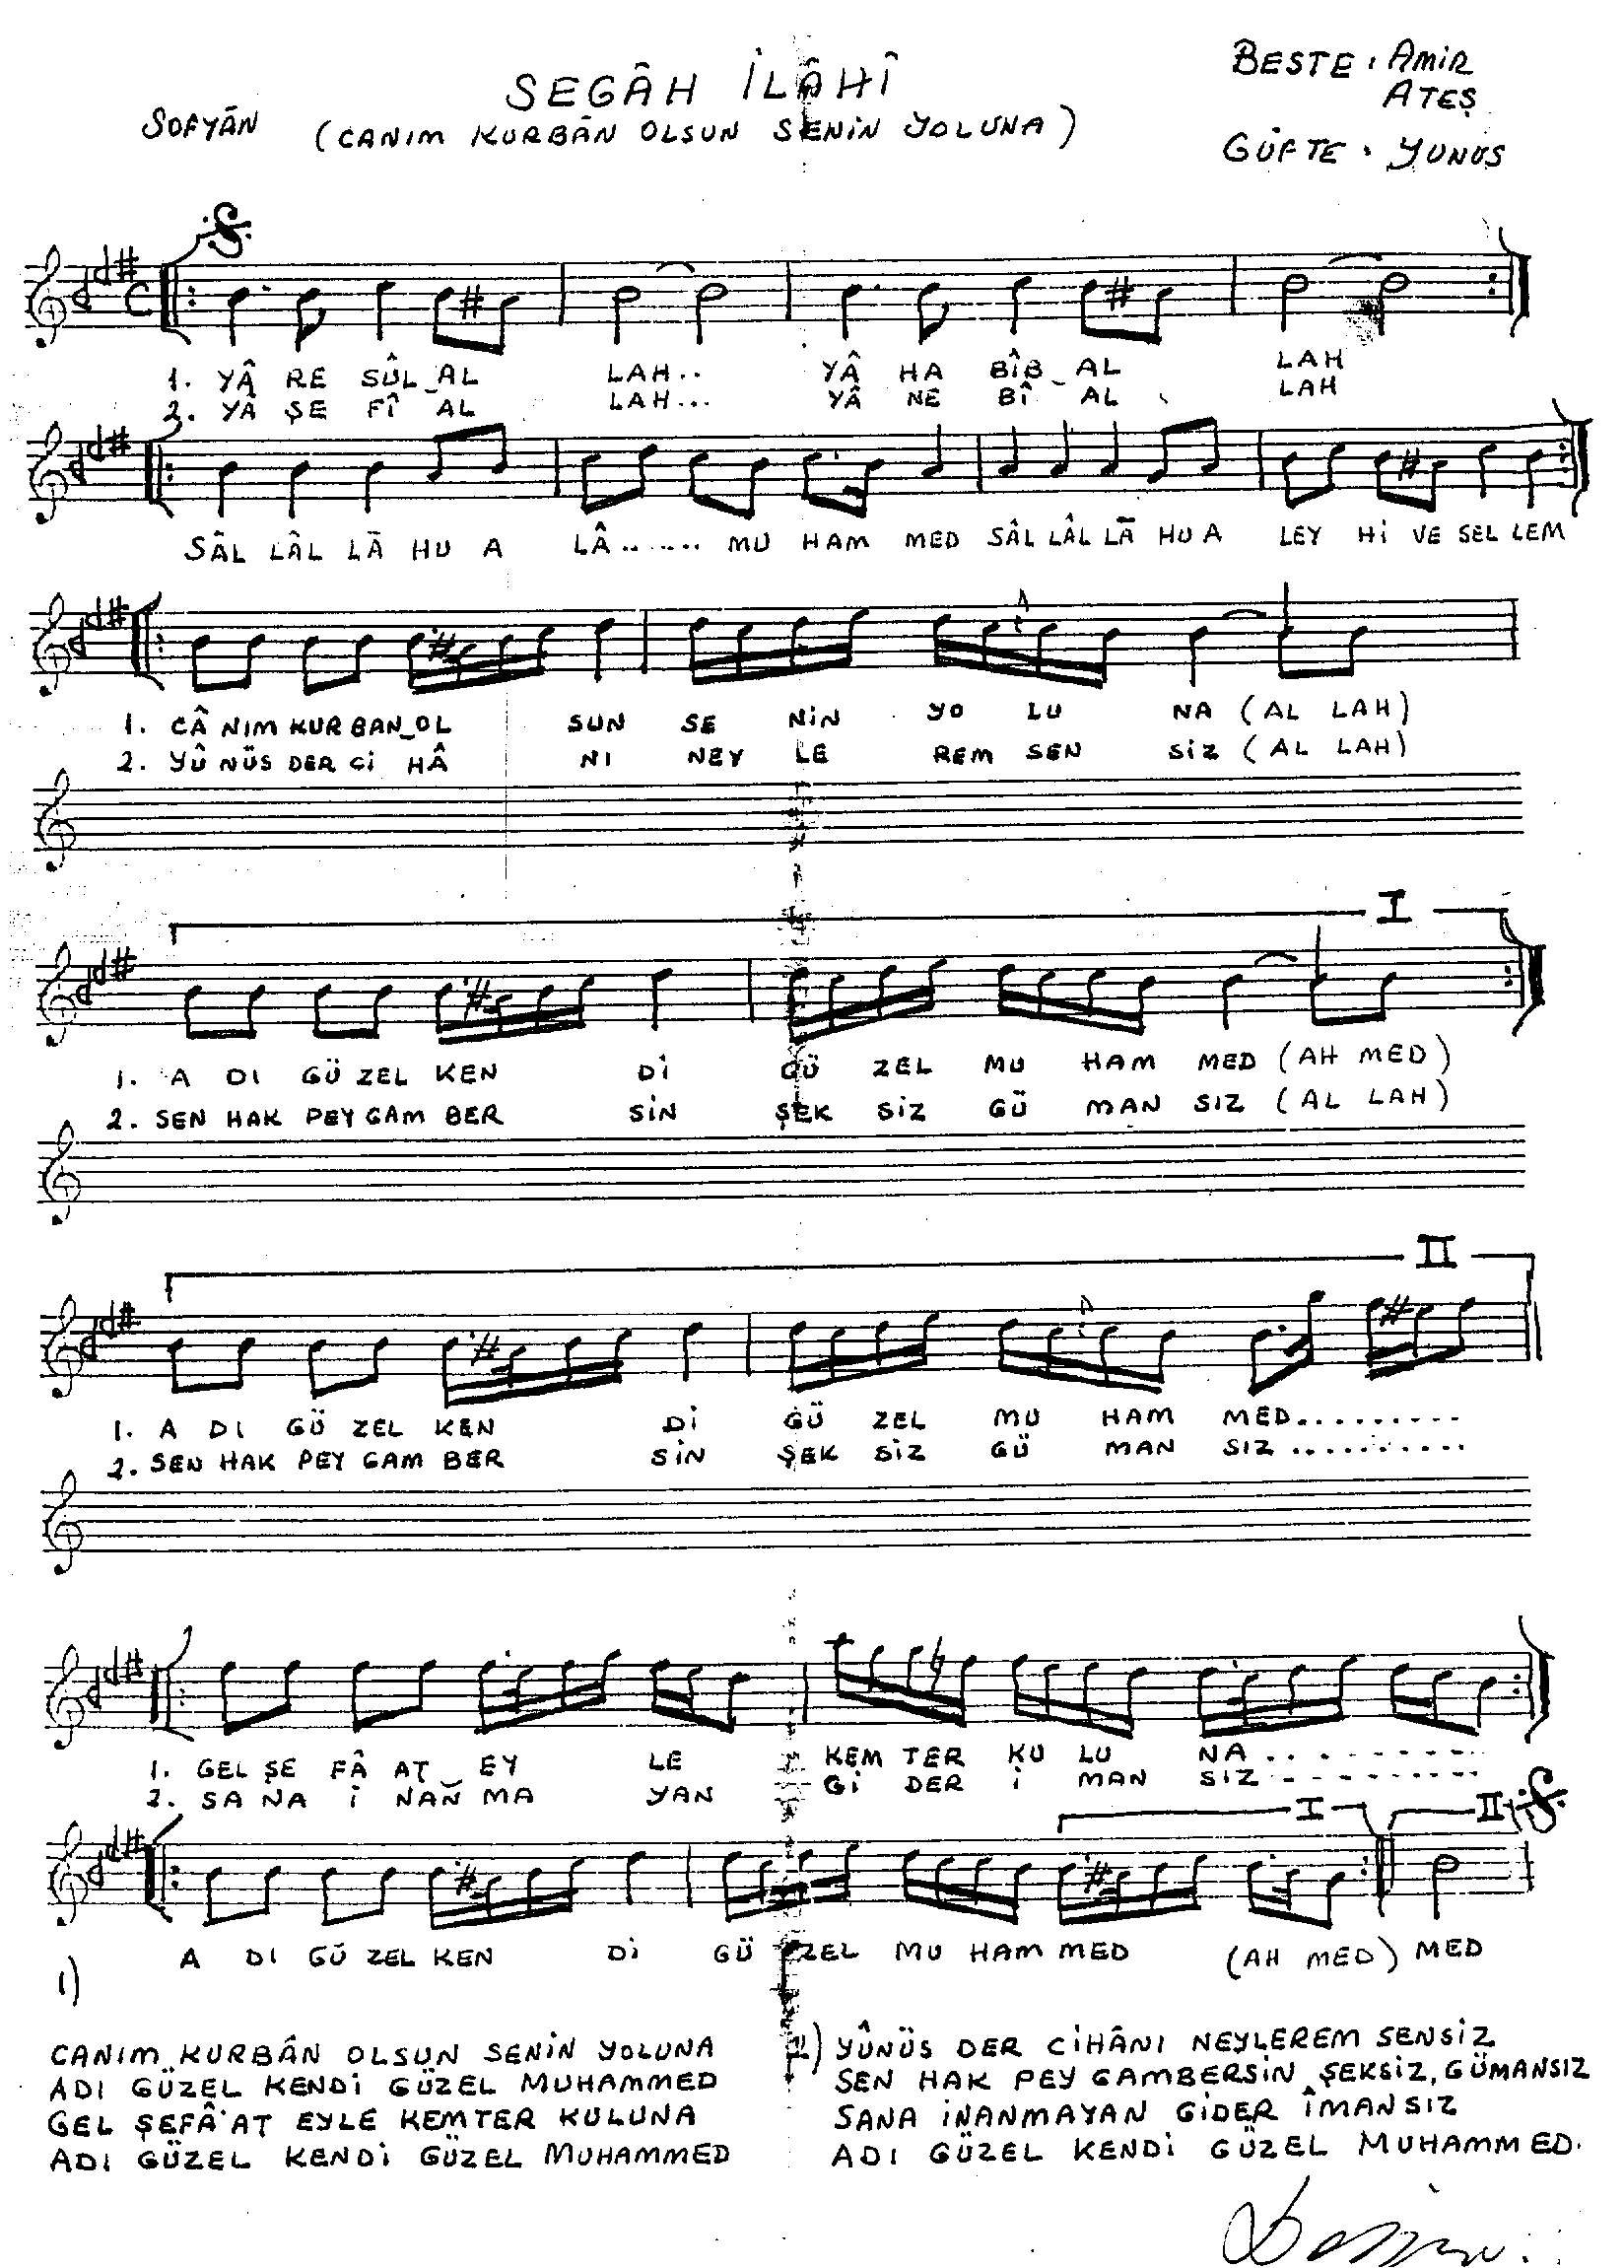 SEGÂH İLÂHÎ
BESTE : AMİR
ATEŞ
SOFYÂN (CANIM KURBÂN OLSUN SENİN YOLUNA)
GÜFTE : YUNUS
1. YÂ RE SÛL_AL LAH.. YÂ HA BÎB_AL LAH
2. YÂ ŞE FÎ AL LAH... YÂ NE BÎ AL LAH
SÂL LÂL LÂ HU A LÂ....... MU HAM MED SÂL LÂL LÂ HU A LEY Hİ VE SEL LEM
1. CÂ NIM KUR BAN_OL SUN SE NİN YO LU NA (AL LAH)
2. YÛ NÜS DER Cİ HÂ NI NEY LE REM SEN SİZ (AL LAH)
I
1. A DI GÜ ZEL KEN Dİ GÜ ZEL MU HAM MED (AH MED)
2. SEN HAK PEY GAM BER SİN ŞEK SİZ GÜ MAN SIZ (AL LAH)
II
1. A DI GÜ ZEL KEN Dİ GÜ ZEL MU HAM MED..........
2. SEN HAK PEY GAM BER SİN ŞEK SİZ GÜ MAN SIZ..........
1. GEL ŞE FÂ AT_EY LE KEM TER KU LU NA..........
2. SA NA İ NAN MA YAN Gİ DER İ MAN SIZ..........
I II
A DI GÜ ZEL KEN Dİ GÜ ZEL MU HAM MED (AH MED) MED
1)
CANIM KURBÂN OLSUN SENİN YOLUNA
ADI GÜZEL KENDİ GÜZEL MUHAMMED
GEL ŞEFÂ'AT EYLE KEMTER KULUNA
ADI GÜZEL KENDİ GÜZEL MUHAMMED
2) YÛNÜS DER CİHÂNI NEYLEREM SENSİZ
SEN HAK PEYGAMBERSİN ŞEKSİZ, GÜMANSIZ
SANA İNANMAYAN GİDER ÎMANSIZ
ADI GÜZEL KENDİ GÜZEL MUHAMMED.